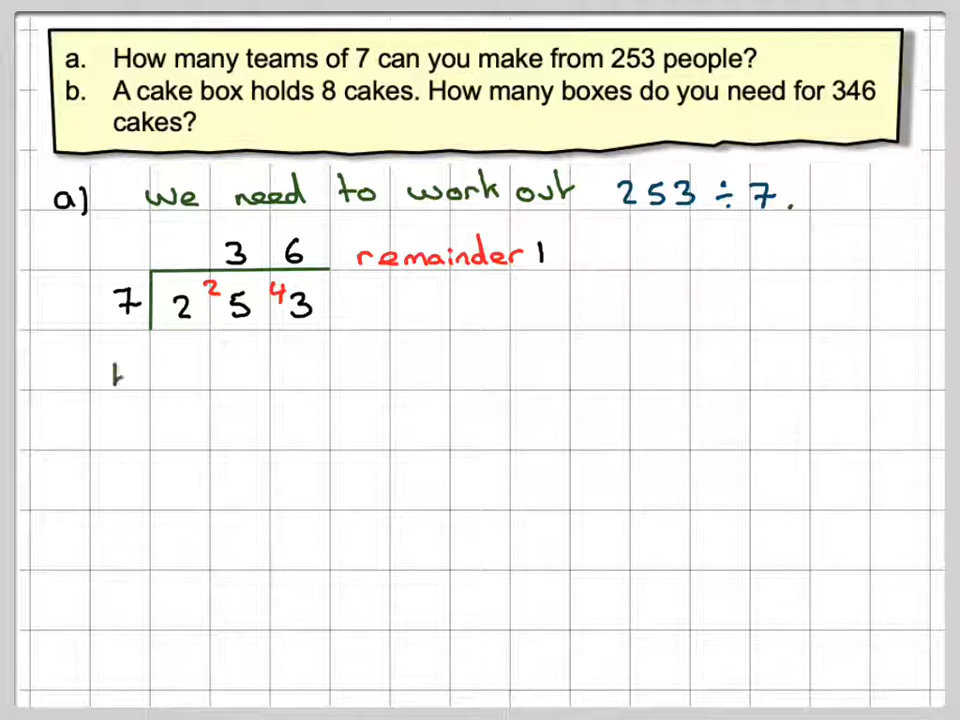 a. How many teams of 7 can you make from 253 people?
b. A cake box holds 8 cakes. How many boxes do you need for 346
cakes?
a) we need to work out 253 ÷ 7.
3 6 remainder 1
7 2 2 5 4 3